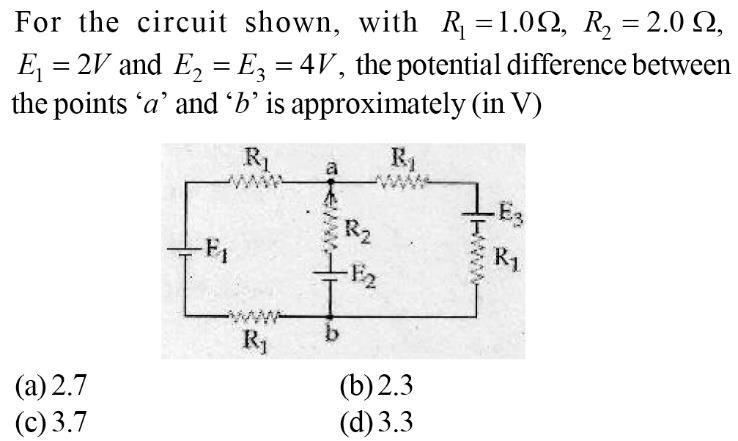 For the circuit shown, with R₁ = 1.0Ω, R₂ = 2.0 Ω,
E₁ = 2V and E₂ = E₃ = 4V, the potential difference between
the points ‘a’ and ‘b’ is approximately (in V)
R₁ a R₁
E₃
R₂
E₁ R₁
E₂
R₁ b
(a) 2.7 (b) 2.3
(c) 3.7 (d) 3.3